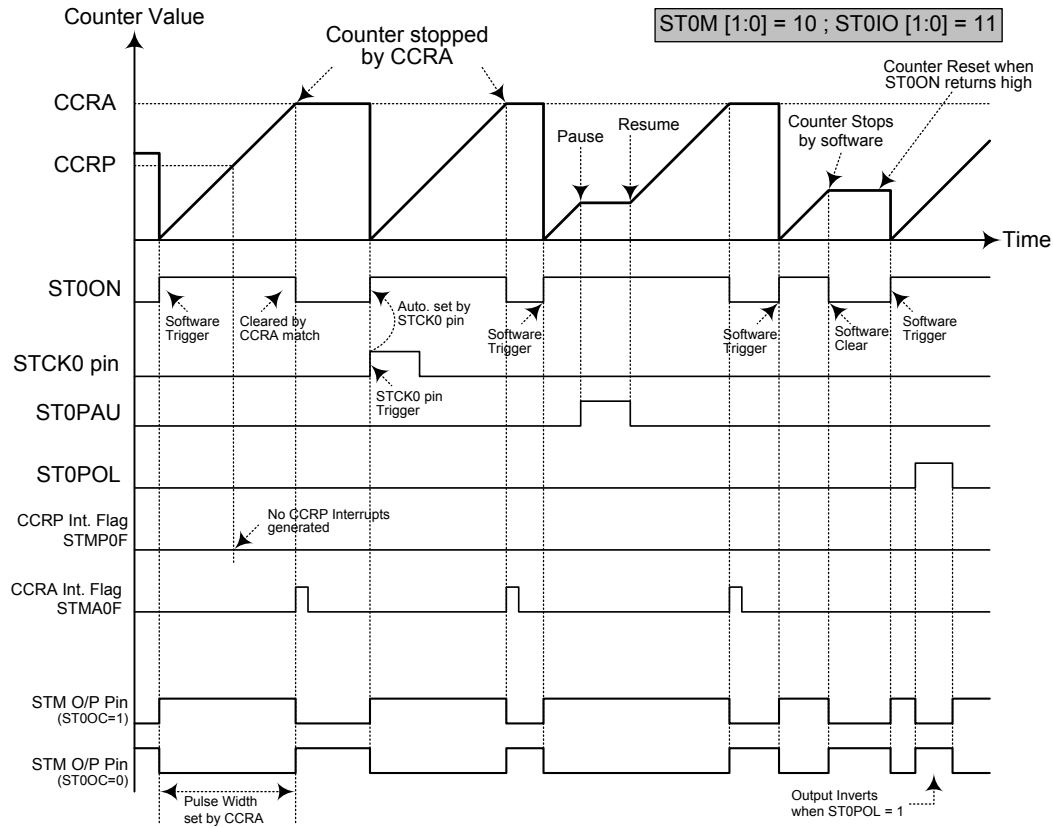 Counter Value
ST0M [1:0] = 10 ; ST0IO [1:0] = 11
Counter stopped
by CCRA
Counter Reset when
ST0ON returns high
CCRA
Pause
Resume
Counter Stops
by software
CCRP
Time
ST0ON
Software
Trigger
Cleared by
CCRA match
Auto. set by
STCK0 pin
Software
Trigger
Software
Trigger
Software
Clear
Software
Trigger
STCK0 pin
STCK0 pin
Trigger
ST0PAU
ST0POL
CCRP Int. Flag
STMP0F
No CCRP Interrupts
generated
CCRA Int. Flag
STMA0F
STM O/P Pin
(ST0OC=1)
STM O/P Pin
(ST0OC=0)
Pulse Width
set by CCRA
Output Inverts
when ST0POL = 1